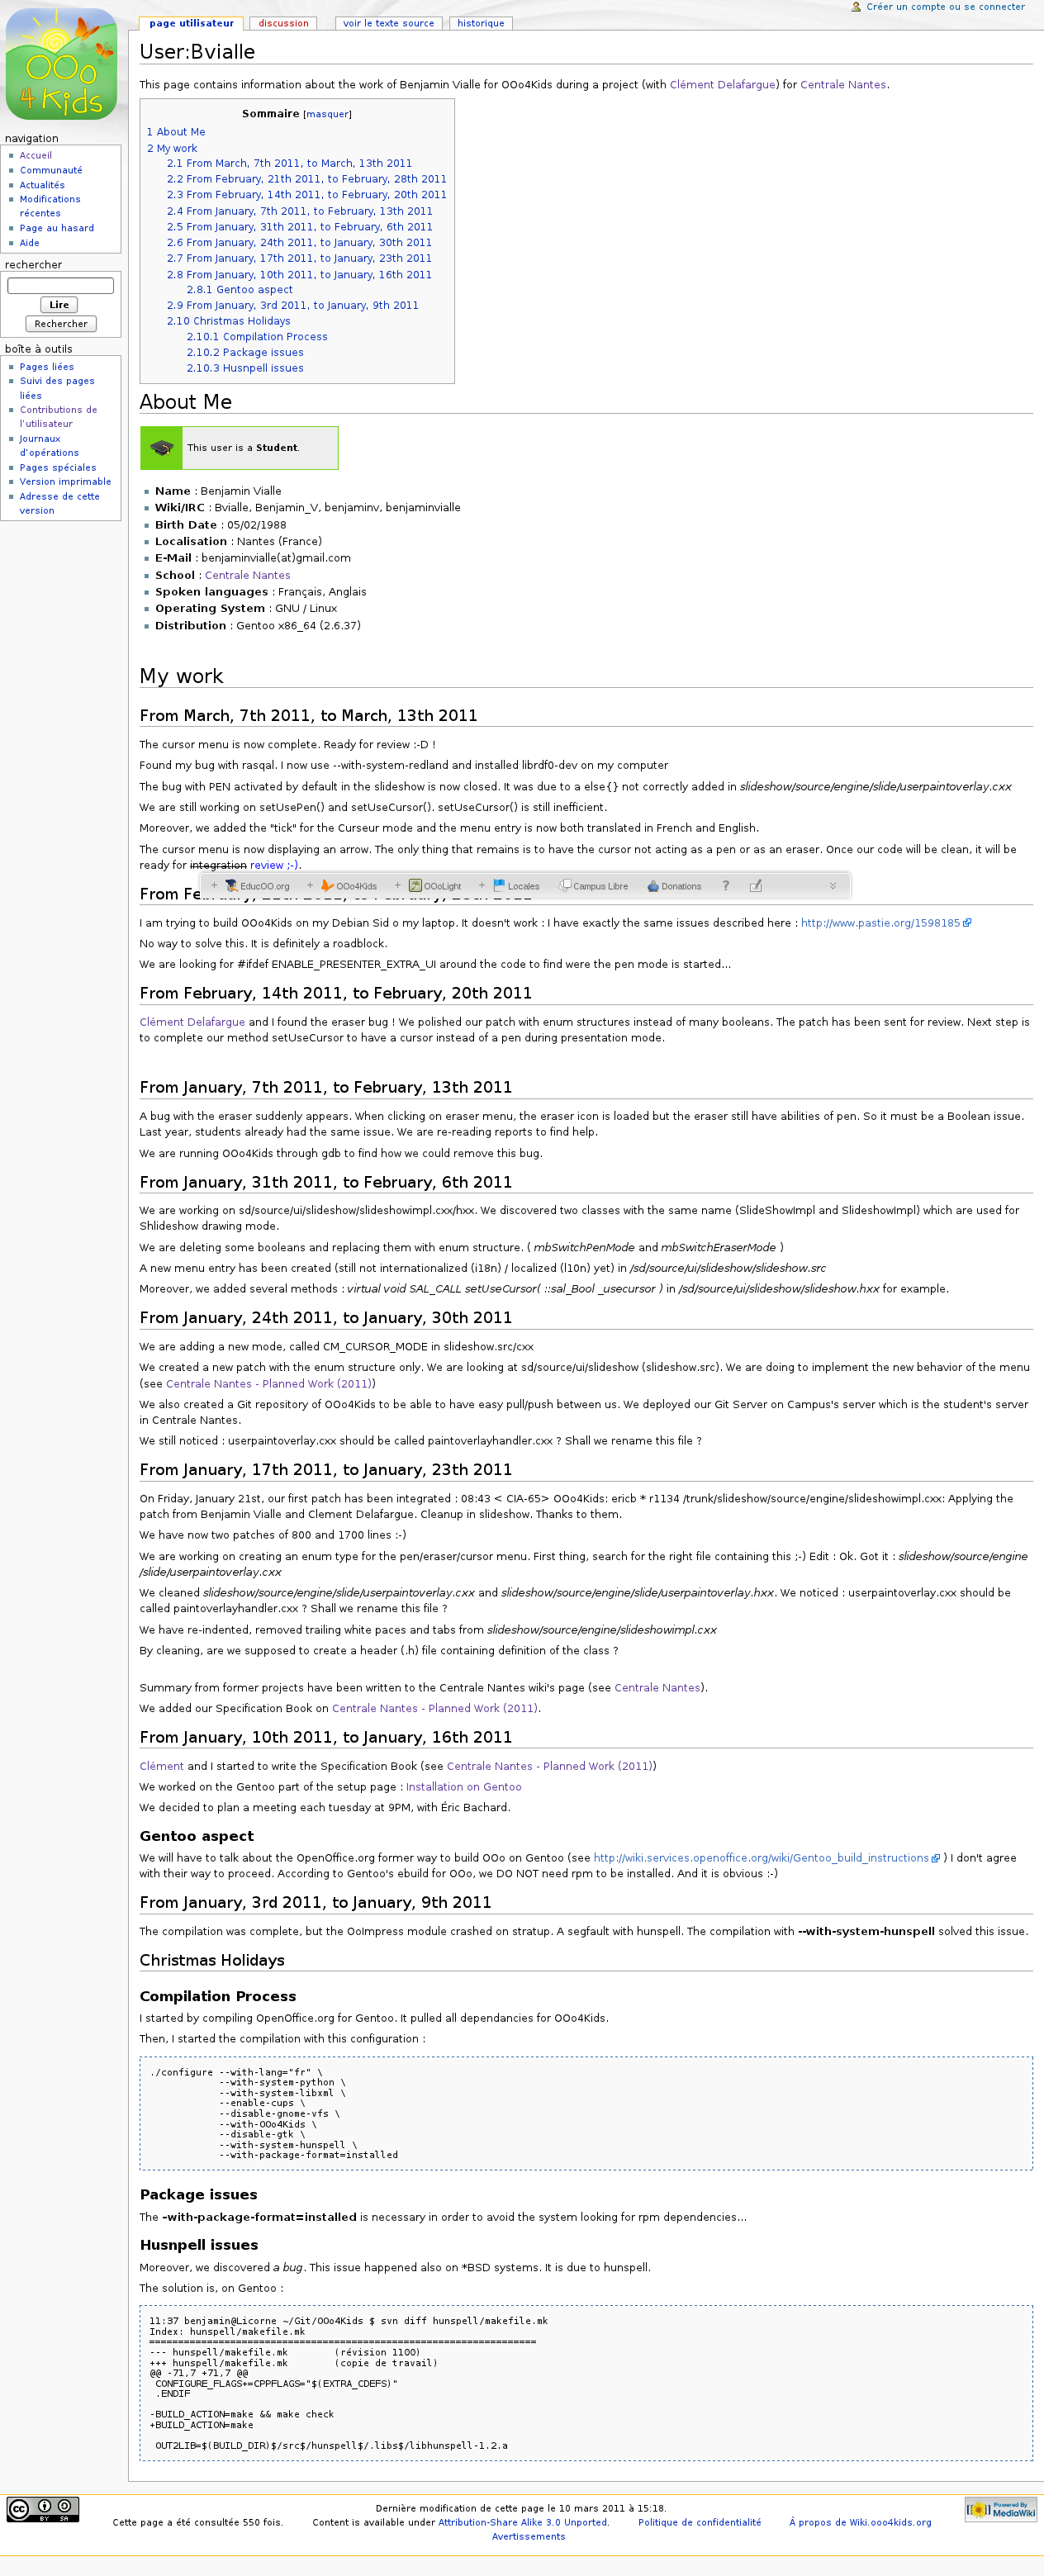 Créer un compte ou se connecter
page utilisateur
discussion
voir le texte source
historique
OOo
4 Kids
navigation
Accueil
Communauté
Actualités
Modifications
récentes
Page au hasard
Aide
rechercher
Lire
Rechercher
boîte à outils
Pages liées
Suivi des pages
liées
Contributions de
l'utilisateur
Journaux
d'opérations
Pages spéciales
Version imprimable
Adresse de cette
version
User:Bvialle
This page contains information about the work of Benjamin Vialle for OOo4Kids during a project (with Clément Delafargue) for Centrale Nantes.
Sommaire [masquer]
1 About Me
2 My work
2.1 From March, 7th 2011, to March, 13th 2011
2.2 From February, 21th 2011, to February, 28th 2011
2.3 From February, 14th 2011, to February, 20th 2011
2.4 From January, 7th 2011, to February, 13th 2011
2.5 From January, 31th 2011, to February, 6th 2011
2.6 From January, 24th 2011, to January, 30th 2011
2.7 From January, 17th 2011, to January, 23th 2011
2.8 From January, 10th 2011, to January, 16th 2011
2.8.1 Gentoo aspect
2.9 From January, 3rd 2011, to January, 9th 2011
2.10 Christmas Holidays
2.10.1 Compilation Process
2.10.2 Package issues
2.10.3 Husnpell issues
About Me
This user is a Student.
Name : Benjamin Vialle
Wiki/IRC : Bvialle, Benjamin_V, benjaminv, benjaminvialle
Birth Date : 05/02/1988
Localisation : Nantes (France)
E-Mail : benjaminvialle(at)gmail.com
School : Centrale Nantes
Spoken languages : Français, Anglais
Operating System : GNU / Linux
Distribution : Gentoo x86_64 (2.6.37)
My work
From March, 7th 2011, to March, 13th 2011
The cursor menu is now complete. Ready for review :-D !
Found my bug with rasqal. I now use --with-system-redland and installed librdf0-dev on my computer
The bug with PEN activated by default in the slideshow is now closed. It was due to a else{} not correctly added in slideshow/source/engine/slide/userpaintoverlay.cxx
We are still working on setUsePen() and setUseCursor(). setUseCursor() is still inefficient.
Moreover, we added the "tick" for the Curseur mode and the menu entry is now both translated in French and English.
The cursor menu is now displaying an arrow. The only thing that remains is to have the cursor not acting as a pen or as an eraser. Once our code will be clean, it will be
ready for integration review ;-).
EducOO.org OOo4Kids OOoLight Locales Campus Libre Donations ?
From February, 21th 2011, to February, 28th 2011
I am trying to build OOo4Kids on my Debian Sid o my laptop. It doesn't work : I have exactly the same issues described here : http://www.pastie.org/1598185
No way to solve this. It is definitely a roadblock.
We are looking for #ifdef ENABLE_PRESENTER_EXTRA_UI around the code to find were the pen mode is started...
From February, 14th 2011, to February, 20th 2011
Clément Delafargue and I found the eraser bug ! We polished our patch with enum structures instead of many booleans. The patch has been sent for review. Next step is
to complete our method setUseCursor to have a cursor instead of a pen during presentation mode.
From January, 7th 2011, to February, 13th 2011
A bug with the eraser suddenly appears. When clicking on eraser menu, the eraser icon is loaded but the eraser still have abilities of pen. So it must be a Boolean issue.
Last year, students already had the same issue. We are re-reading reports to find help.
We are running OOo4Kids through gdb to find how we could remove this bug.
From January, 31th 2011, to February, 6th 2011
We are working on sd/source/ui/slideshow/slideshowimpl.cxx/hxx. We discovered two classes with the same name (SlideShowImpl and SlideshowImpl) which are used for
Shlideshow drawing mode.
We are deleting some booleans and replacing them with enum structure. ( mbSwitchPenMode and mbSwitchEraserMode )
A new menu entry has been created (still not internationalized (i18n) / localized (l10n) yet) in /sd/source/ui/slideshow/slideshow.src
Moreover, we added several methods : virtual void SAL_CALL setUseCursor( ::sal_Bool _usecursor ) in /sd/source/ui/slideshow/slideshow.hxx for example.
From January, 24th 2011, to January, 30th 2011
We are adding a new mode, called CM_CURSOR_MODE in slideshow.src/cxx
We created a new patch with the enum structure only. We are looking at sd/source/ui/slideshow (slideshow.src). We are doing to implement the new behavior of the menu
(see Centrale Nantes - Planned Work (2011))
We also created a Git repository of OOo4Kids to be able to have easy pull/push between us. We deployed our Git Server on Campus's server which is the student's server
in Centrale Nantes.
We still noticed : userpaintoverlay.cxx should be called paintoverlayhandler.cxx ? Shall we rename this file ?
From January, 17th 2011, to January, 23th 2011
On Friday, January 21st, our first patch has been integrated : 08:43 < CIA-65> OOo4Kids: ericb * r1134 /trunk/slideshow/source/engine/slideshowimpl.cxx: Applying the
patch from Benjamin Vialle and Clement Delafargue. Cleanup in slideshow. Thanks to them.
We have now two patches of 800 and 1700 lines :-)
We are working on creating an enum type for the pen/eraser/cursor menu. First thing, search for the right file containing this ;-) Edit : Ok. Got it : slideshow/source/engine
/slide/userpaintoverlay.cxx
We cleaned slideshow/source/engine/slide/userpaintoverlay.cxx and slideshow/source/engine/slide/userpaintoverlay.hxx. We noticed : userpaintoverlay.cxx should be
called paintoverlayhandler.cxx ? Shall we rename this file ?
We have re-indented, removed trailing white paces and tabs from slideshow/source/engine/slideshowimpl.cxx
By cleaning, are we supposed to create a header (.h) file containing definition of the class ?
Summary from former projects have been written to the Centrale Nantes wiki's page (see Centrale Nantes).
We added our Specification Book on Centrale Nantes - Planned Work (2011).
From January, 10th 2011, to January, 16th 2011
Clément and I started to write the Specification Book (see Centrale Nantes - Planned Work (2011))
We worked on the Gentoo part of the setup page : Installation on Gentoo
We decided to plan a meeting each tuesday at 9PM, with Éric Bachard.
Gentoo aspect
We will have to talk about the OpenOffice.org former way to build OOo on Gentoo (see http://wiki.services.openoffice.org/wiki/Gentoo_build_instructions ) I don't agree
with their way to proceed. According to Gentoo's ebuild for OOo, we DO NOT need rpm to be installed. And it is obvious :-)
From January, 3rd 2011, to January, 9th 2011
The compilation was complete, but the OoImpress module crashed on stratup. A segfault with hunspell. The compilation with --with-system-hunspell solved this issue.
Christmas Holidays
Compilation Process
I started by compiling OpenOffice.org for Gentoo. It pulled all dependancies for OOo4Kids.
Then, I started the compilation with this configuration :
./configure --with-lang="fr" \
--with-system-python \
--with-system-libxml \
--enable-cups \
--disable-gnome-vfs \
--with-OOo4Kids \
--disable-gtk \
--with-system-hunspell \
--with-package-format=installed
Package issues
The -with-package-format=installed is necessary in order to avoid the system looking for rpm dependencies...
Husnpell issues
Moreover, we discovered a bug. This issue happened also on *BSD systems. It is due to hunspell.
The solution is, on Gentoo :
11:37 benjamin@Licorne ~/Git/OOo4Kids $ svn diff hunspell/makefile.mk
Index: hunspell/makefile.mk
===================================================================
--- hunspell/makefile.mk (révision 1100)
+++ hunspell/makefile.mk (copie de travail)
@@ -71,7 +71,7 @@
CONFIGURE_FLAGS+=CPPFLAGS="$(EXTRA_CDEFS)"
.ENDIF
-BUILD_ACTION=make && make check
+BUILD_ACTION=make
OUT2LIB=$(BUILD_DIR)$/src$/hunspell$/.libs$/libhunspell-1.2.a
Dernière modification de cette page le 10 mars 2011 à 15:18.
Cette page a été consultée 550 fois. Content is available under Attribution-Share Alike 3.0 Unported. Politique de confidentialité À propos de Wiki.ooo4kids.org
Avertissements
CC BY SA
Powered By MediaWiki